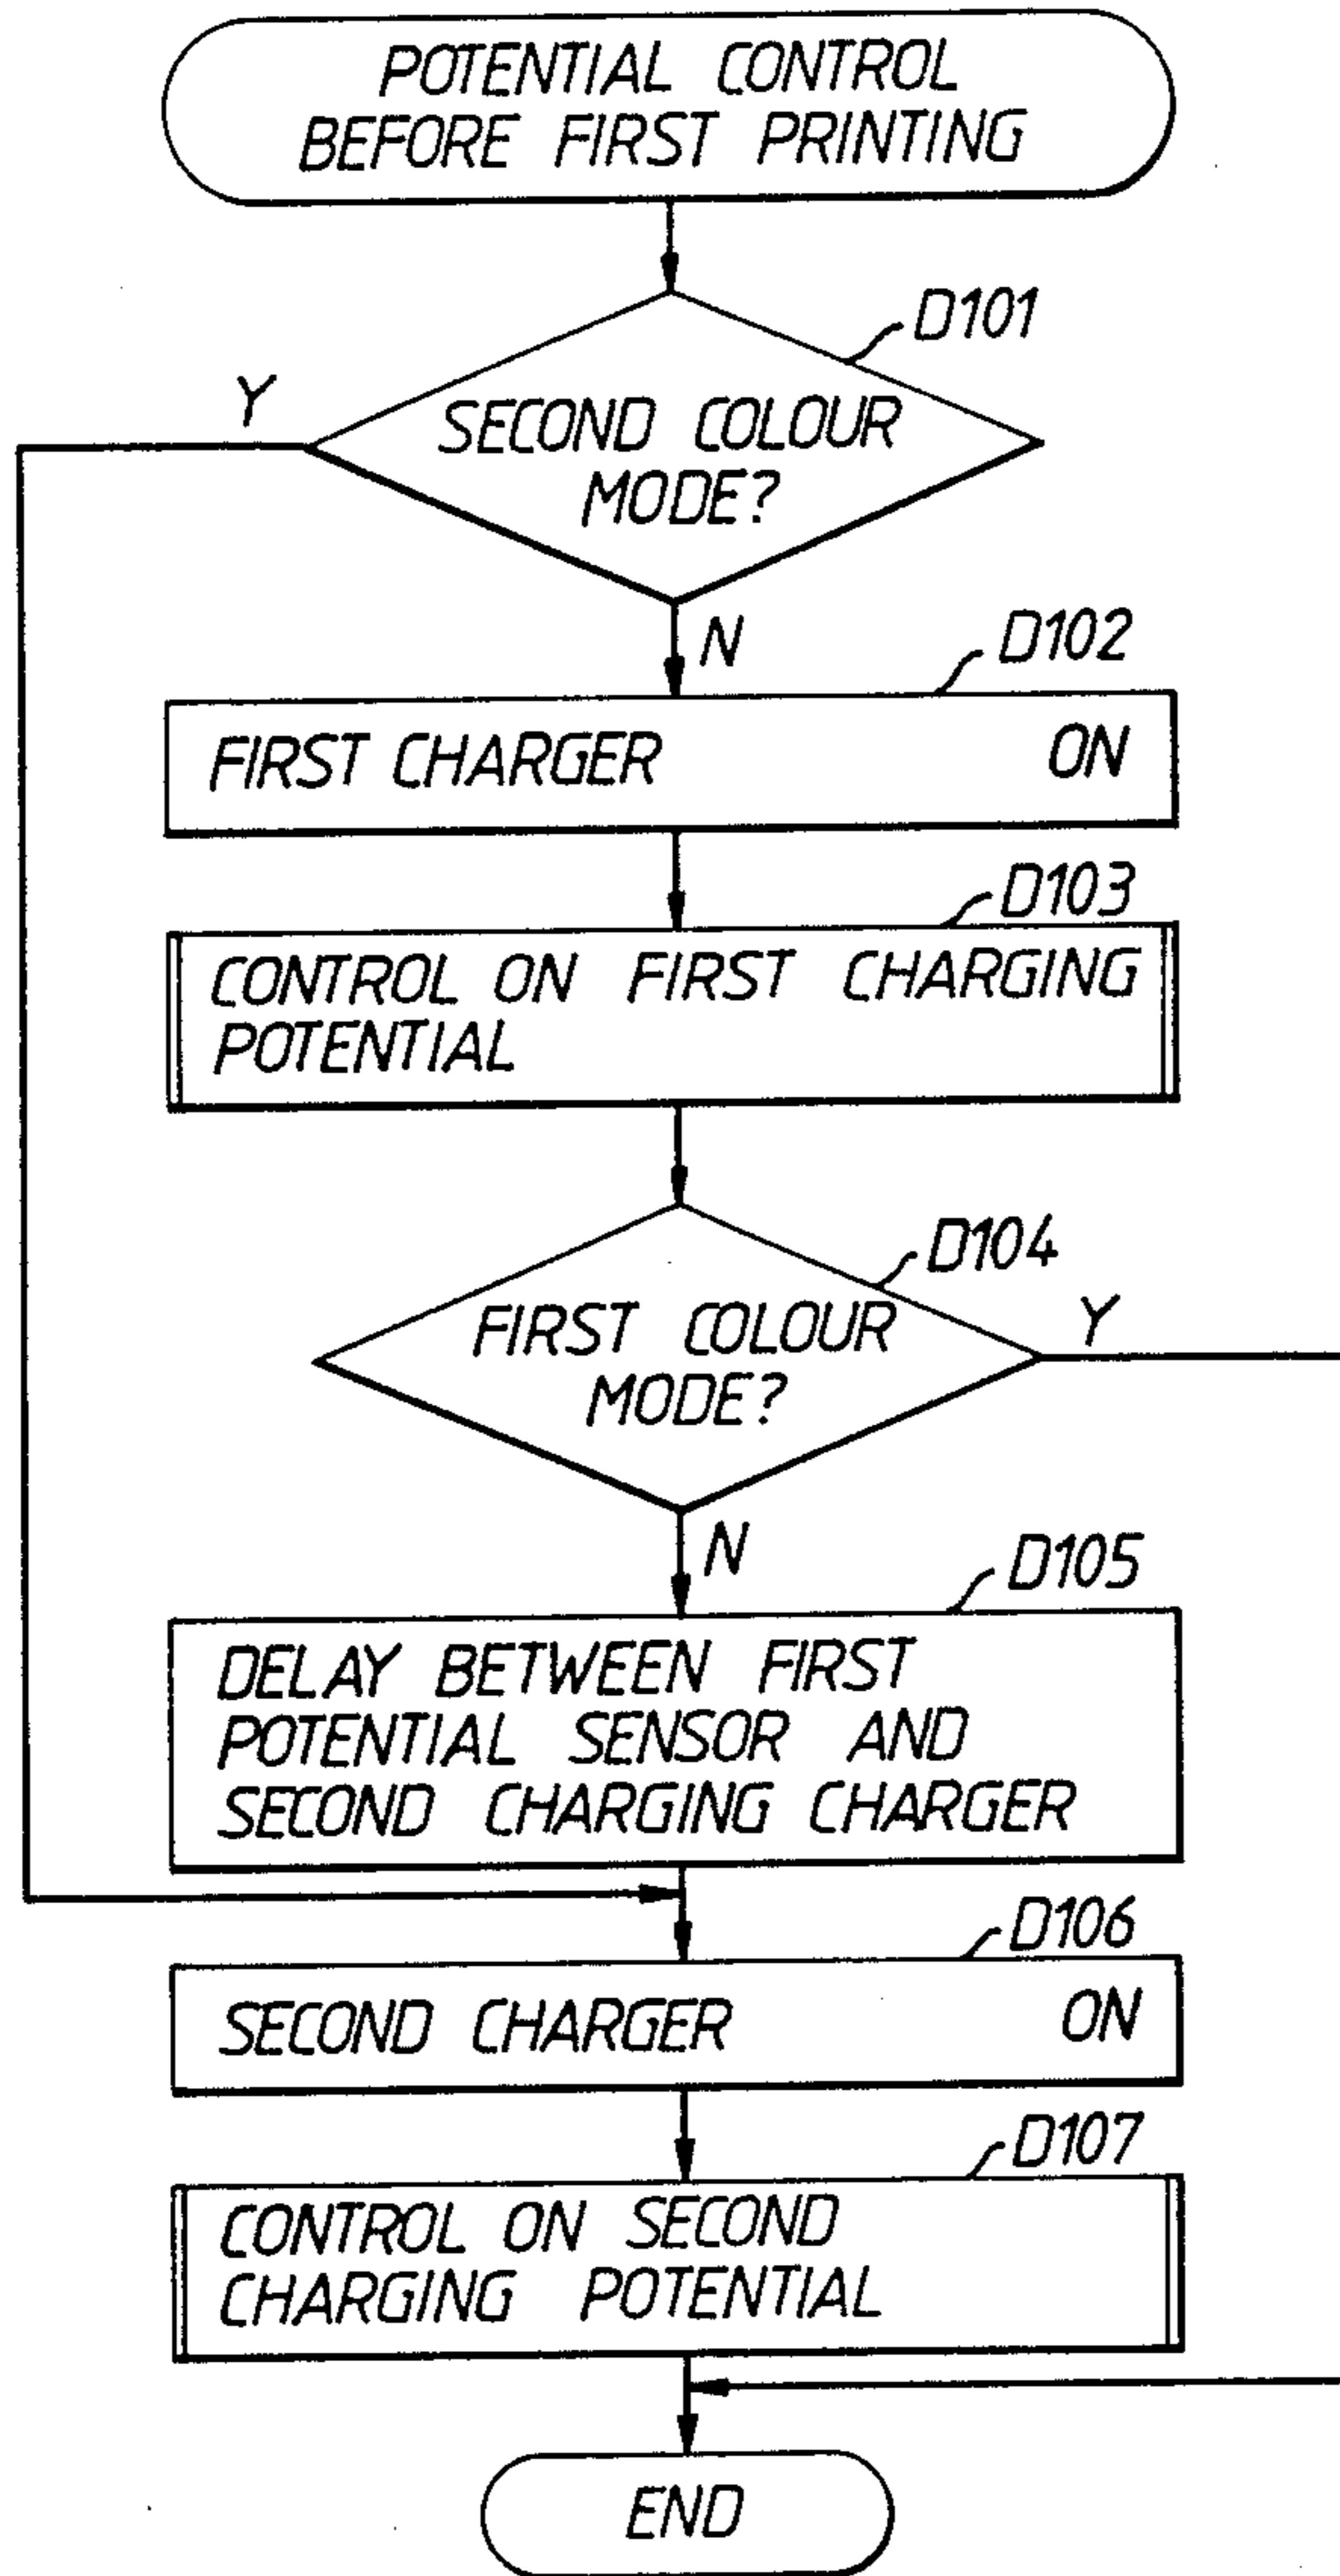 POTENTIAL CONTROL
BEFORE FIRST PRINTING
D101
Y
SECOND COLOUR
MODE?
N
D102
FIRST CHARGER ON
D103
CONTROL ON FIRST CHARGING
POTENTIAL
D104
FIRST COLOUR
MODE?
Y
N
D105
DELAY BETWEEN FIRST
POTENTIAL SENSOR AND
SECOND CHARGING CHARGER
D106
SECOND CHARGER ON
D107
CONTROL ON SECOND
CHARGING POTENTIAL
END